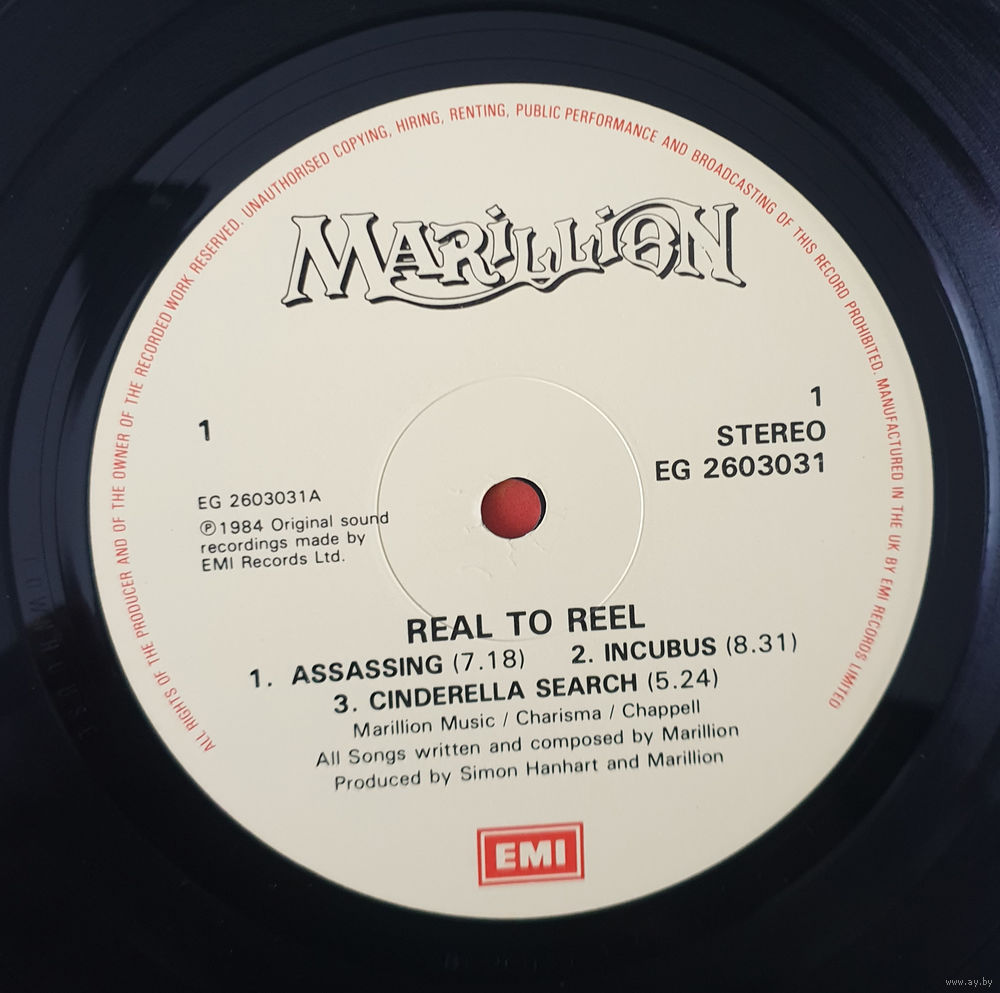 ALL RIGHTS OF THE PRODUCER AND OF THE OWNER OF THE RECORDED WORK RESERVED. UNAUTHORISED COPYING, HIRING, RENTING, PUBLIC PERFORMANCE AND BROADCASTING OF THIS RECORD PROHIBITED. MANUFACTURED IN THE UK BY EMI RECORDS LIMITED
MARILLION
1
1
STEREO
EG 2603031
EG 2603031A
Ⓟ1984 Original sound
recordings made by
EMI Records Ltd.
REAL TO REEL
1. ASSASSING (7.18) 2. INCUBUS (8.31)
3. CINDERELLA SEARCH (5.24)
Marillion Music / Charisma / Chappell
All Songs written and composed by Marillion
Produced by Simon Hanhart and Marillion
EMI
www.ay.by